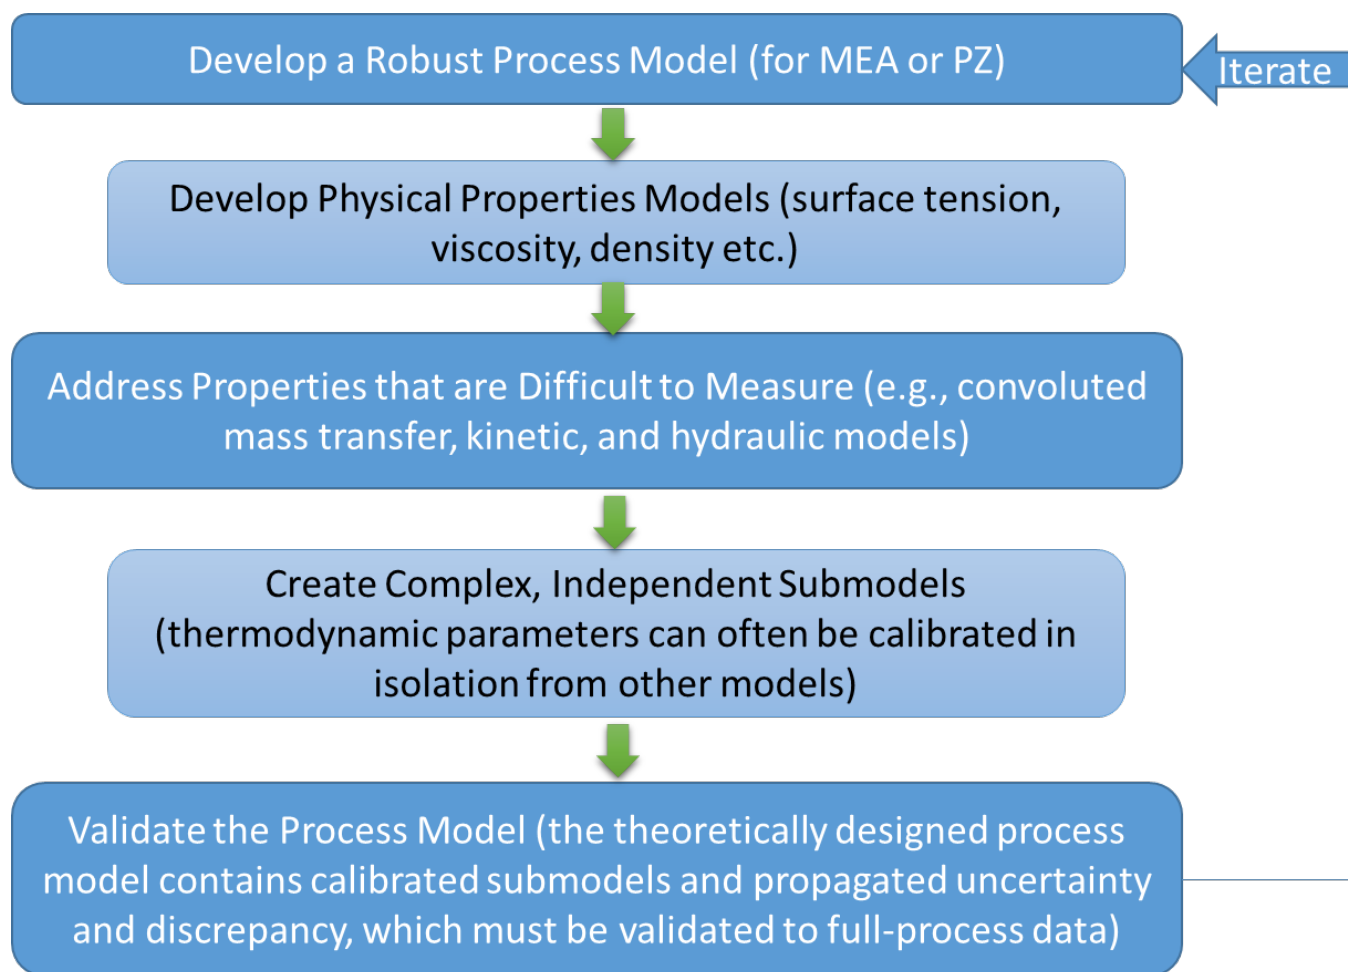 Develop a Robust Process Model (for MEA or PZ)
Iterate
Develop Physical Properties Models (surface tension,
viscosity, density etc.)
Address Properties that are Difficult to Measure (e.g., convoluted
mass transfer, kinetic, and hydraulic models)
Create Complex, Independent Submodels
(thermodynamic parameters can often be calibrated in
isolation from other models)
Validate the Process Model (the theoretically designed process
model contains calibrated submodels and propagated uncertainty
and discrepancy, which must be validated to full-process data)